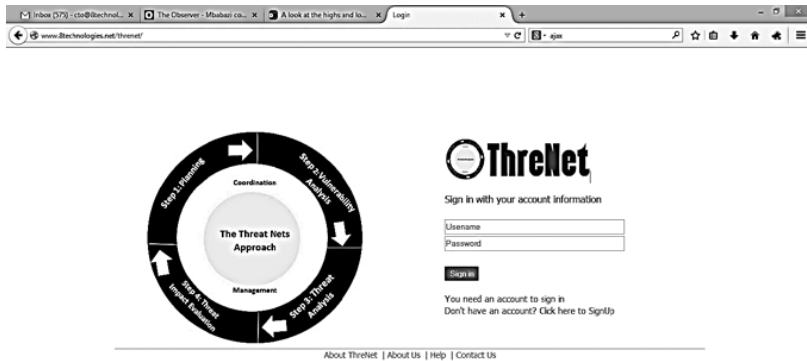 Inbox (575) - cto@8technol... x
The Observer - Mbabazi co... x
A look at the highs and lo... x
Login x
+
www.8technologies.net/threnet/
8 - ajax
Step 1: Planning
Step 2: Vulnerability
Analysis
Step 3: Threat
Analysis
Step 4: Threat
Impact Evaluation
Coordination
The Threat Nets
Approach
Management
ThreNet
Sign in with your account information
Usename
Password
Sign in
You need an account to sign in
Don't have an account? Click here to SignUp
About ThreNet | About Us | Help | Contact Us